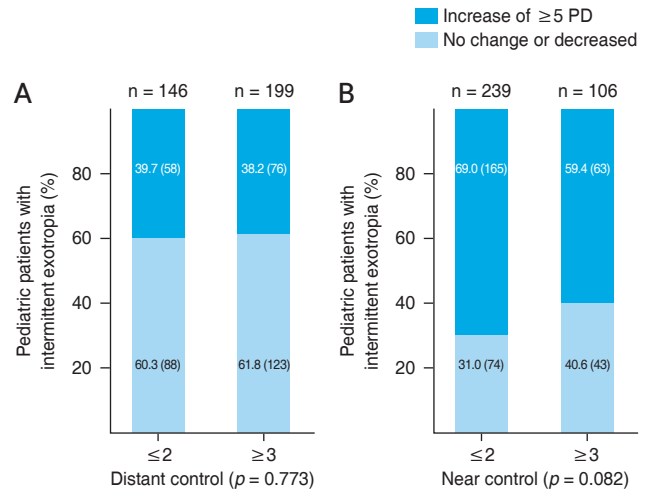 Increase of ≥5 PD
No change or decreased
A
n = 146
n = 199
Pediatric patients with
intermittent exotropia (%)
80
60
40
20
39.7 (58)
38.2 (76)
60.3 (88)
61.8 (123)
≤2
≥3
Distant control (p = 0.773)
B
n = 239
n = 106
Pediatric patients with
intermittent exotropia (%)
80
60
40
20
69.0 (165)
59.4 (63)
31.0 (74)
40.6 (43)
≤2
≥3
Near control (p = 0.082)